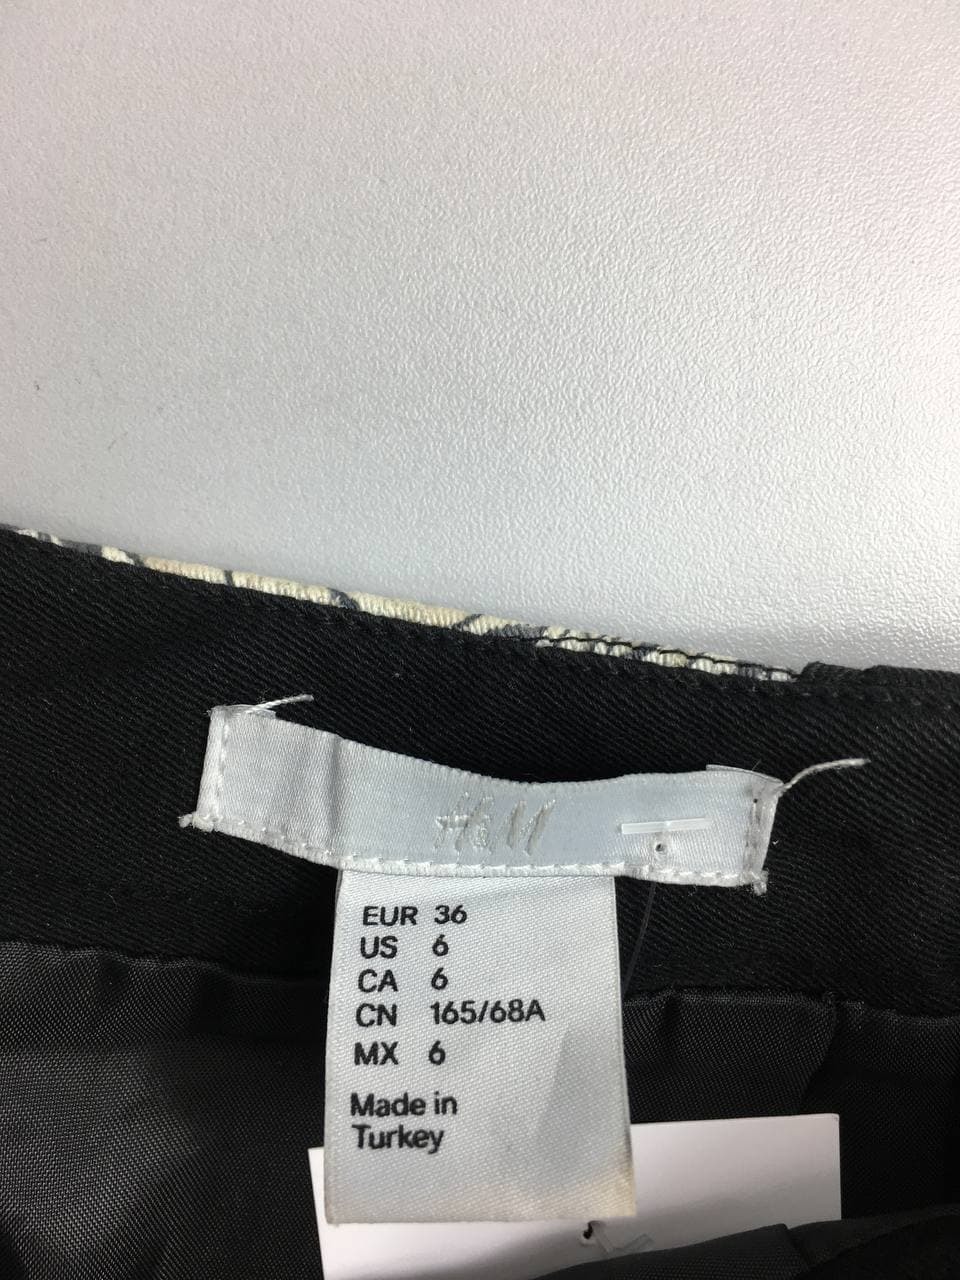 H&M
EUR 36
US 6
CA 6
CN 165/68A
MX 6
Made in
Turkey